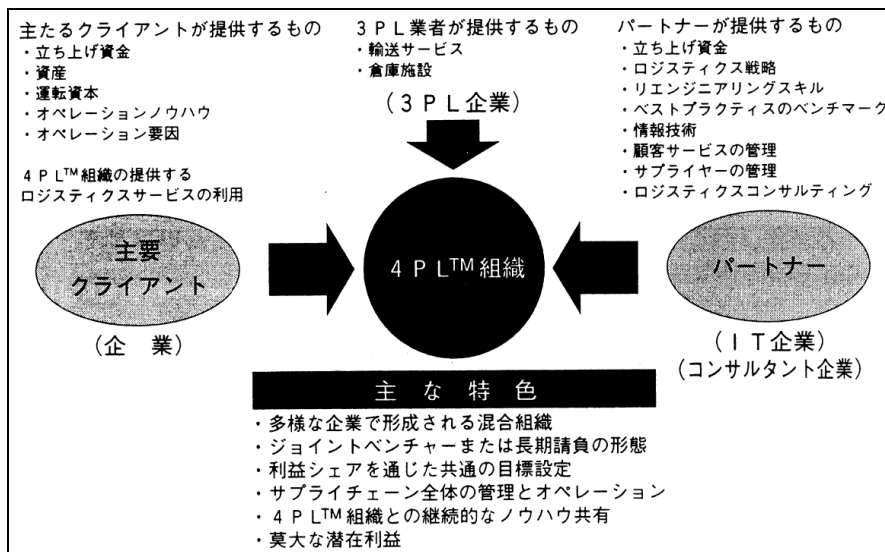 主たるクライアントが提供するもの
・立ち上げ資金
・資産
・運転資本
・オペレーションノウハウ
・オペレーション要因
4PL™組織の提供する
ロジスティクスサービスの利用
主要
クライアント
(企 業)
3PL業者が提供するもの
・輸送サービス
・倉庫施設
(3PL企業)
4PL™組織
パートナーが提供するもの
・立ち上げ資金
・ロジスティクス戦略
・リエンジニアリングスキル
・ベストプラクティスのベンチマーク
・情報技術
・顧客サービスの管理
・サプライヤーの管理
・ロジスティクスコンサルティング
パートナー
(IT企業)
(コンサルタント企業)
主な特色
・多様な企業で形成される混合組織
・ジョイントベンチャーまたは長期請負の形態
・利益シェアを通じた共通の目標設定
・サプライチェーン全体の管理とオペレーション
・4PL™組織との継続的なノウハウ共有
・莫大な潜在利益